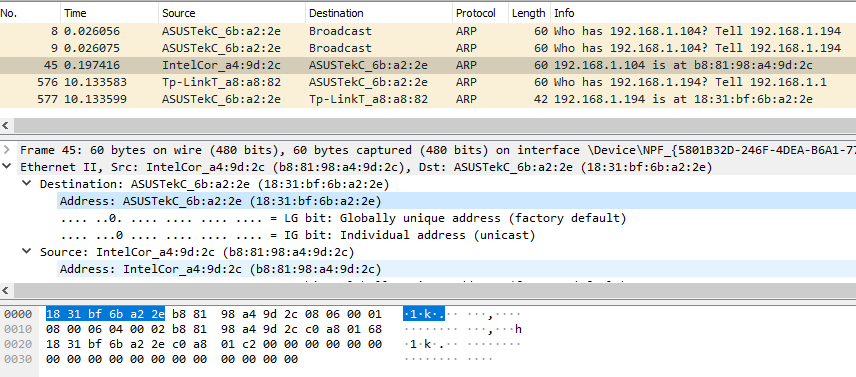 No. Time Source Destination Protocol Length Info
8 0.026056 ASUSTekC_6b:a2:2e Broadcast ARP 60 Who has 192.168.1.104? Tell 192.168.1.194
9 0.026075 ASUSTekC_6b:a2:2e Broadcast ARP 60 Who has 192.168.1.104? Tell 192.168.1.194
45 0.197416 IntelCor_a4:9d:2c ASUSTekC_6b:a2:2e ARP 60 192.168.1.104 is at b8:81:98:a4:9d:2c
576 10.133583 Tp-LinkT_a8:a8:82 ASUSTekC_6b:a2:2e ARP 60 Who has 192.168.1.194? Tell 192.168.1.1
577 10.133599 ASUSTekC_6b:a2:2e Tp-LinkT_a8:a8:82 ARP 42 192.168.1.194 is at 18:31:bf:6b:a2:2e
Frame 45: 60 bytes on wire (480 bits), 60 bytes captured (480 bits) on interface \Device\NPF_{5801B32D-246F-4DEA-B6A1-77
Ethernet II, Src: IntelCor_a4:9d:2c (b8:81:98:a4:9d:2c), Dst: ASUSTekC_6b:a2:2e (18:31:bf:6b:a2:2e)
Destination: ASUSTekC_6b:a2:2e (18:31:bf:6b:a2:2e)
Address: ASUSTekC_6b:a2:2e (18:31:bf:6b:a2:2e)
.... ..0. .... .... .... .... = LG bit: Globally unique address (factory default)
.... ...0 .... .... .... .... = IG bit: Individual address (unicast)
Source: IntelCor_a4:9d:2c (b8:81:98:a4:9d:2c)
Address: IntelCor_a4:9d:2c (b8:81:98:a4:9d:2c)
0000 18 31 bf 6b a2 2e b8 81 98 a4 9d 2c 08 06 00 01 ·1·k·.·· ···,····
0010 08 00 06 04 00 02 b8 81 98 a4 9d 2c c0 a8 01 68 ········ ···,···h
0020 18 31 bf 6b a2 2e c0 a8 01 c2 00 00 00 00 00 00 ·1·k·.·· ········
0030 00 00 00 00 00 00 00 00 00 00 00 00 ········ ····